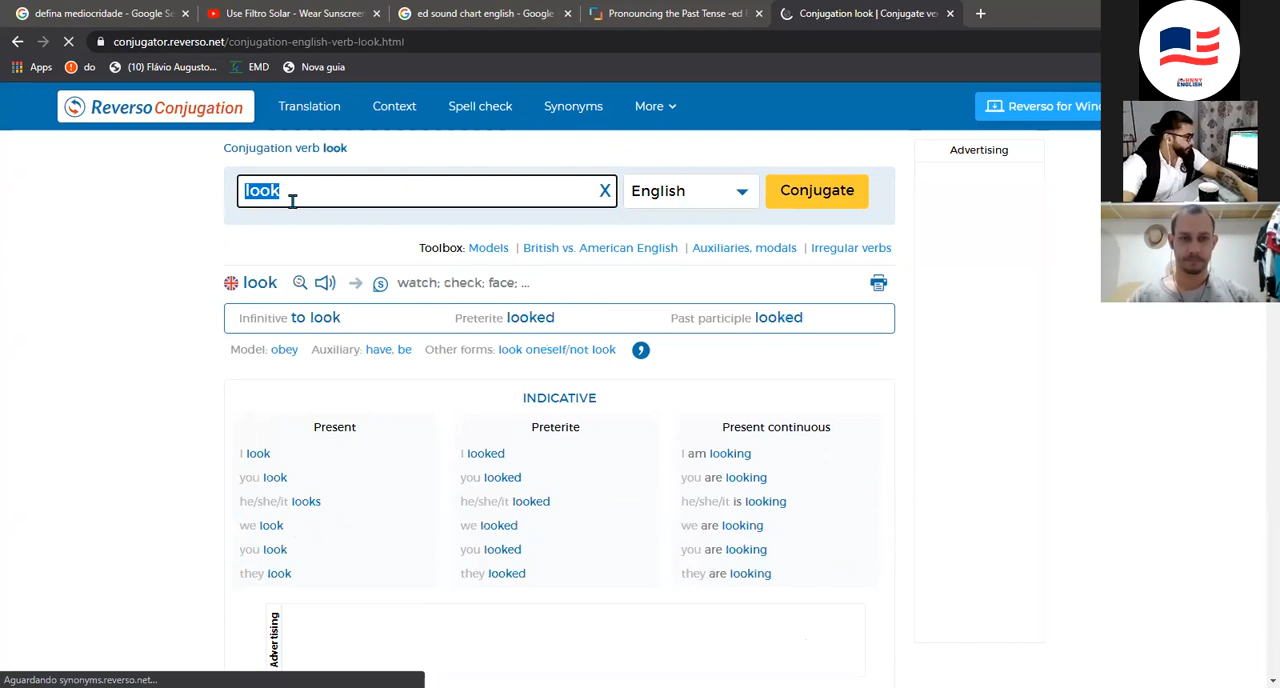 defina mediocridade - Google Se
Use Filtro Solar - Wear Sunscreen
ed sound chart english - Google
Pronouncing the Past Tense -ed E
Conjugation look | Conjugate ve
conjugator.reverso.net/conjugation-english-verb-look.html
Apps
do
(10) Flávio Augusto...
EMD
Nova guia
Reverso Conjugation
Translation
Context
Spell check
Synonyms
More
Reverso for Wind
JOHNNY ENGLISH
Conjugation verb look
Advertising
look
X
English
Conjugate
Toolbox: Models | British vs. American English | Auxiliaries, modals | Irregular verbs
look
watch; check; face; ...
Infinitive to look
Preterite looked
Past participle looked
Model: obey Auxiliary: have, be Other forms: look oneself/not look
INDICATIVE
Present
I look
you look
he/she/it looks
we look
you look
they look
Preterite
I looked
you looked
he/she/it looked
we looked
you looked
they looked
Present continuous
I am looking
you are looking
he/she/it is looking
we are looking
you are looking
they are looking
Advertising
Aguardando synonyms.reverso.net...